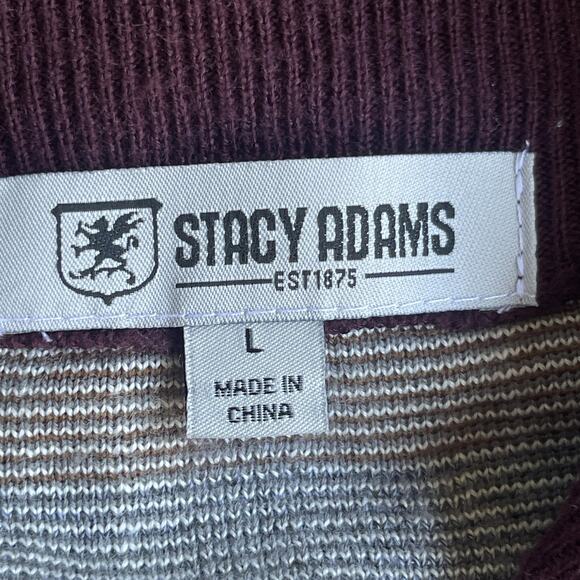 STACY ADAMS
EST1875
L
MADE IN
CHINA